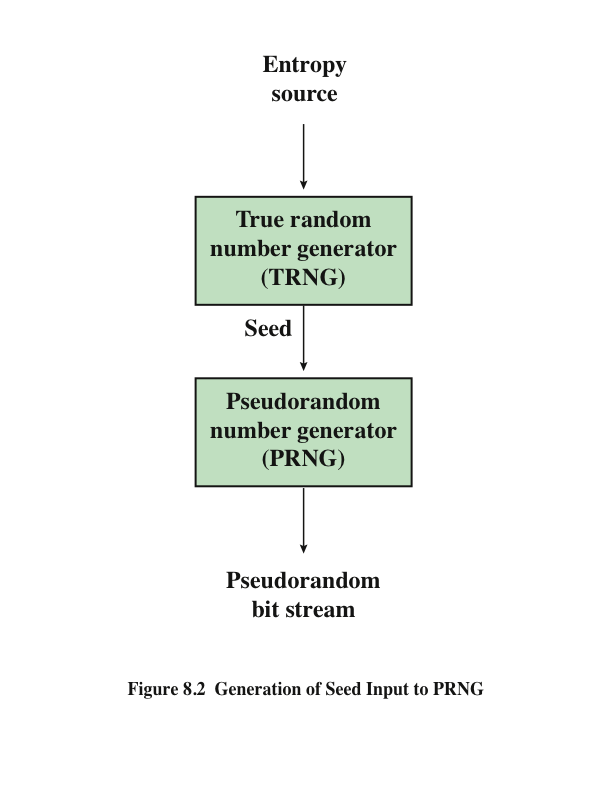 Entropy
source
True random
number generator
(TRNG)
Seed
Pseudorandom
number generator
(PRNG)
Pseudorandom
bit stream
Figure 8.2  Generation of Seed Input to PRNG